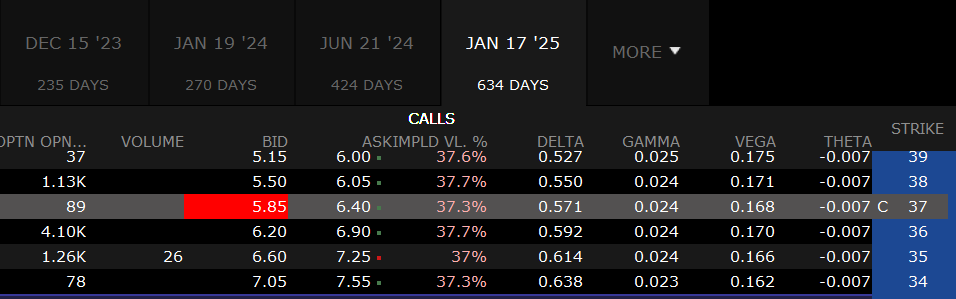 DEC 15 '23 JAN 19 '24 JUN 21 '24 JAN 17 '25 MORE
235 DAYS 270 DAYS 424 DAYS 634 DAYS
CALLS
OPTN OPN... VOLUME BID ASK IMPLD VL. % DELTA GAMMA VEGA THETA STRIKE
37 5.15 6.00 37.6% 0.527 0.025 0.175 -0.007 39
1.13K 5.50 6.05 37.7% 0.550 0.024 0.171 -0.007 38
89 5.85 6.40 37.3% 0.571 0.024 0.168 -0.007 C 37
4.10K 6.20 6.90 37.7% 0.592 0.024 0.168 -0.007 36
1.26K 26 6.60 7.25 37% 0.614 0.024 0.166 -0.007 35
78 7.05 7.55 37.3% 0.638 0.023 0.162 -0.007 34